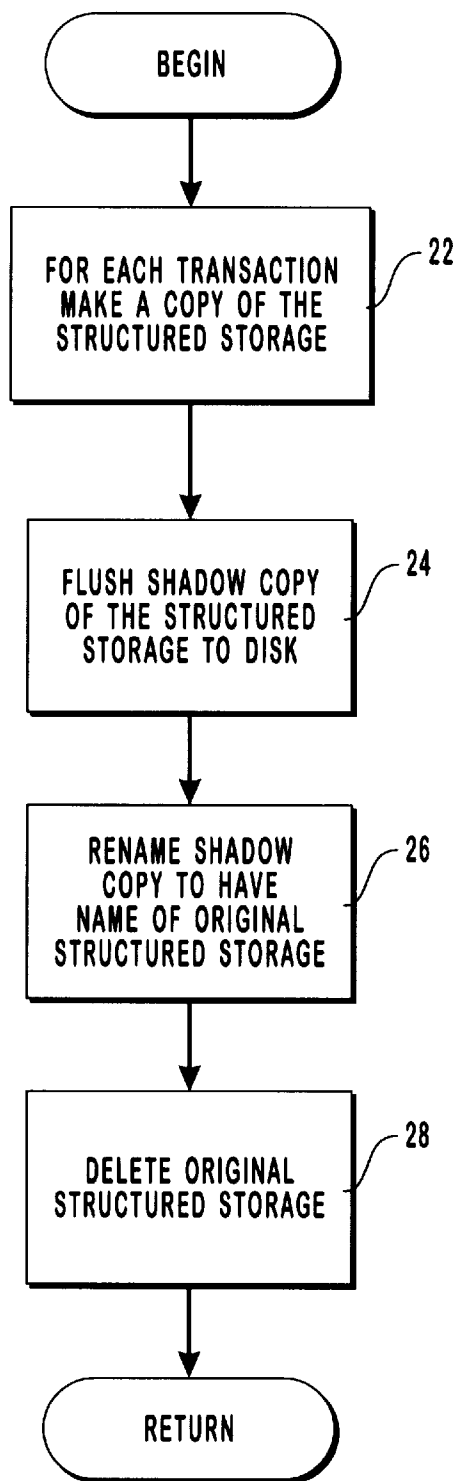 BEGIN
FOR EACH TRANSACTION
MAKE A COPY OF THE
STRUCTURED STORAGE
22
FLUSH SHADOW COPY
OF THE STRUCTURED
STORAGE TO DISK
24
RENAME SHADOW
COPY TO HAVE
NAME OF ORIGINAL
STRUCTURED STORAGE
26
DELETE ORIGINAL
STRUCTURED STORAGE
28
RETURN